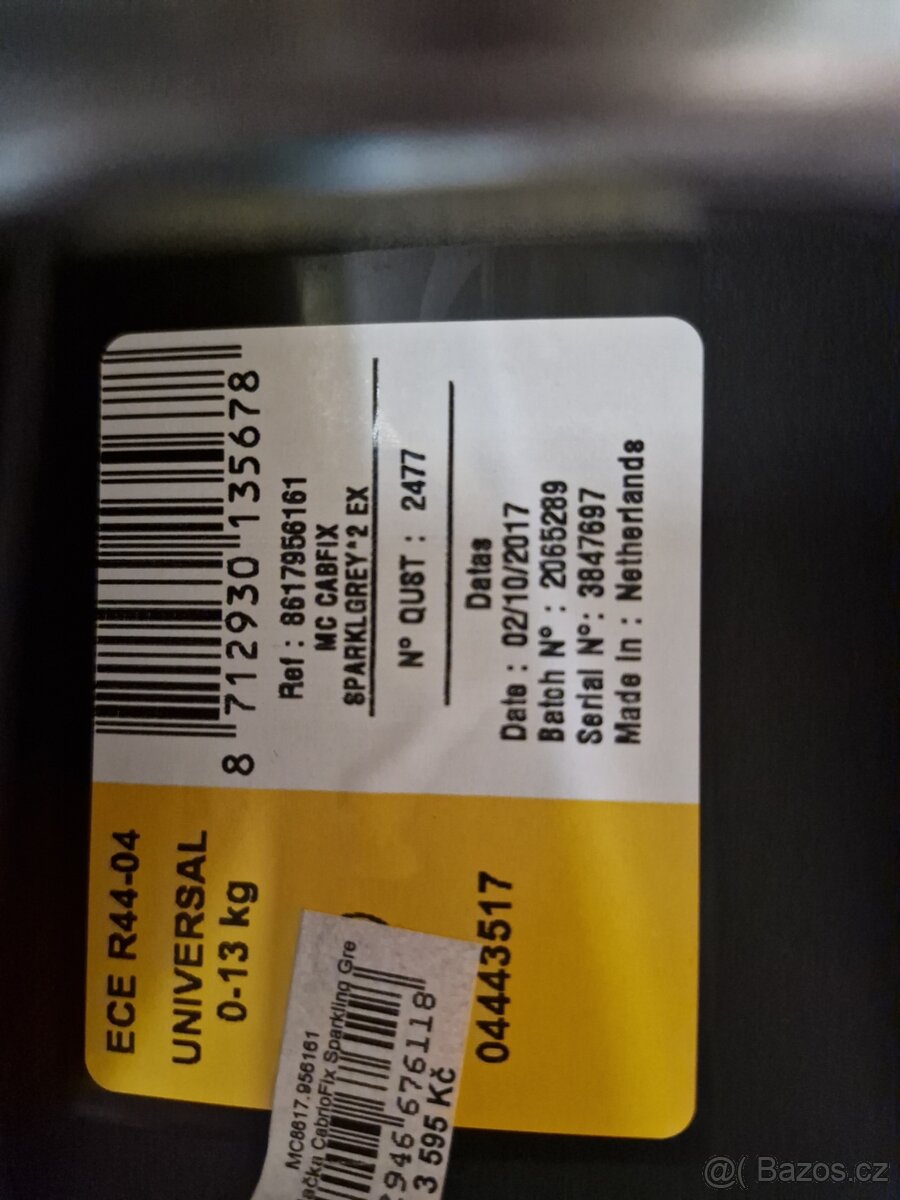 ECE R44-04
UNIVERSAL
0-13 kg
04443517
8 712930 135678
Ref : 8617956161
MC CABFIX
SPARKLGREY^2 EX
N° QUST : 2477
Datas
Date : 02/10/2017
Batch N° : 2065289
Serial N°: 3847697
Made In : Netherlands
MC8617.956161
CabrioFix Sparkling Gre
2946 676118
3 595 Kč
@( Bazos.cz